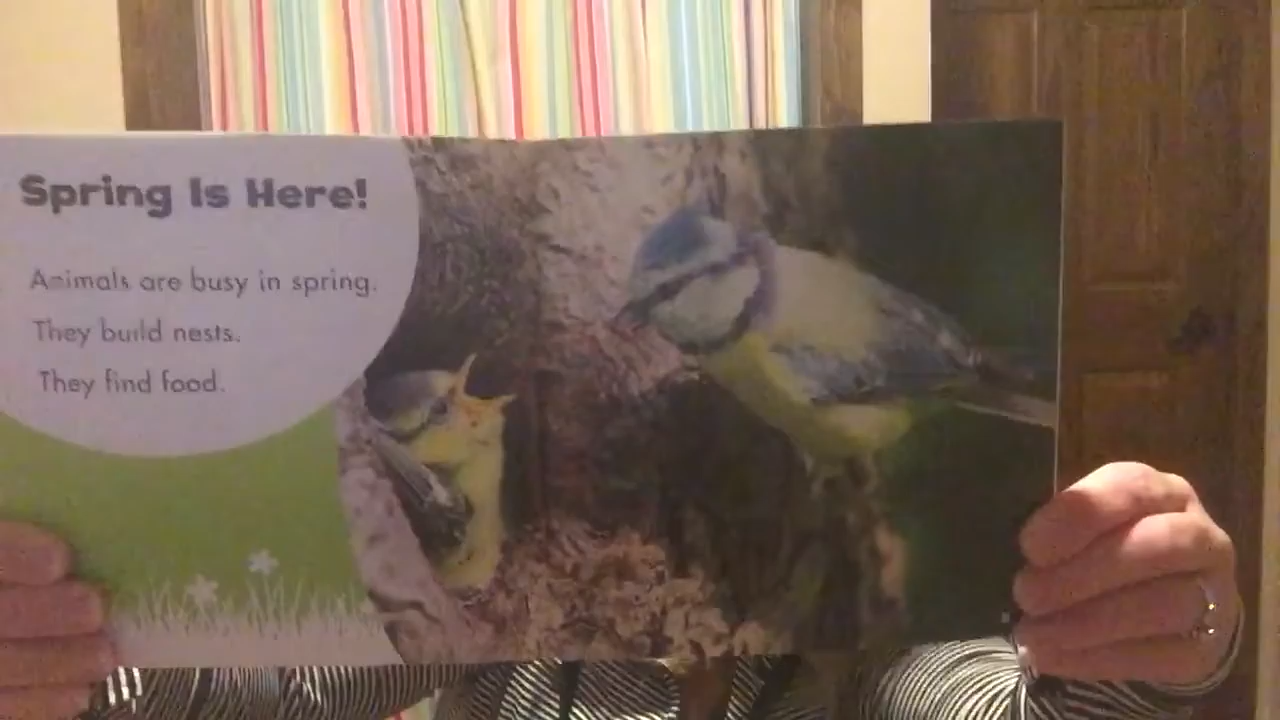 Spring Is Here!
Animals are busy in spring.
They build nests.
They find food.